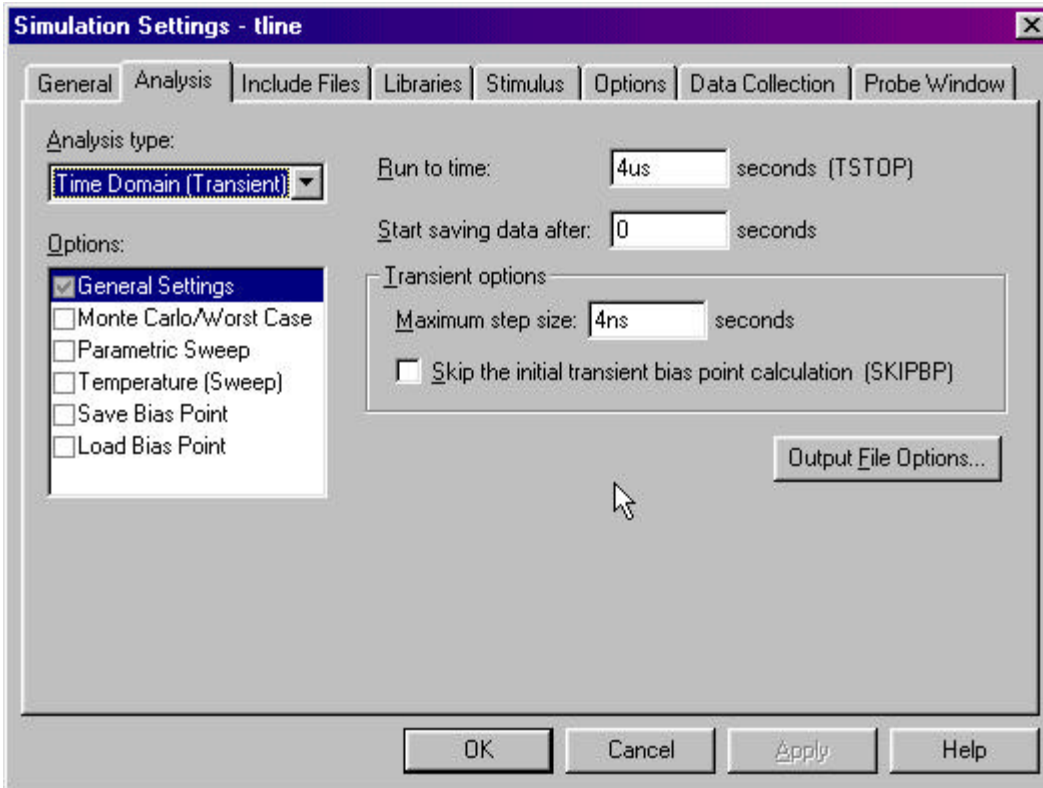 Simulation Settings - tline
General Analysis Include Files Libraries Stimulus Options Data Collection Probe Window
Analysis type:
Time Domain (Transient)
Options:
General Settings
Monte Carlo/Worst Case
Parametric Sweep
Temperature (Sweep)
Save Bias Point
Load Bias Point
Run to time: 4us seconds (TSTOP)
Start saving data after: 0 seconds
Transient options
Maximum step size: 4ns seconds
Skip the initial transient bias point calculation (SKIPBP)
Output File Options...
OK Cancel Apply Help